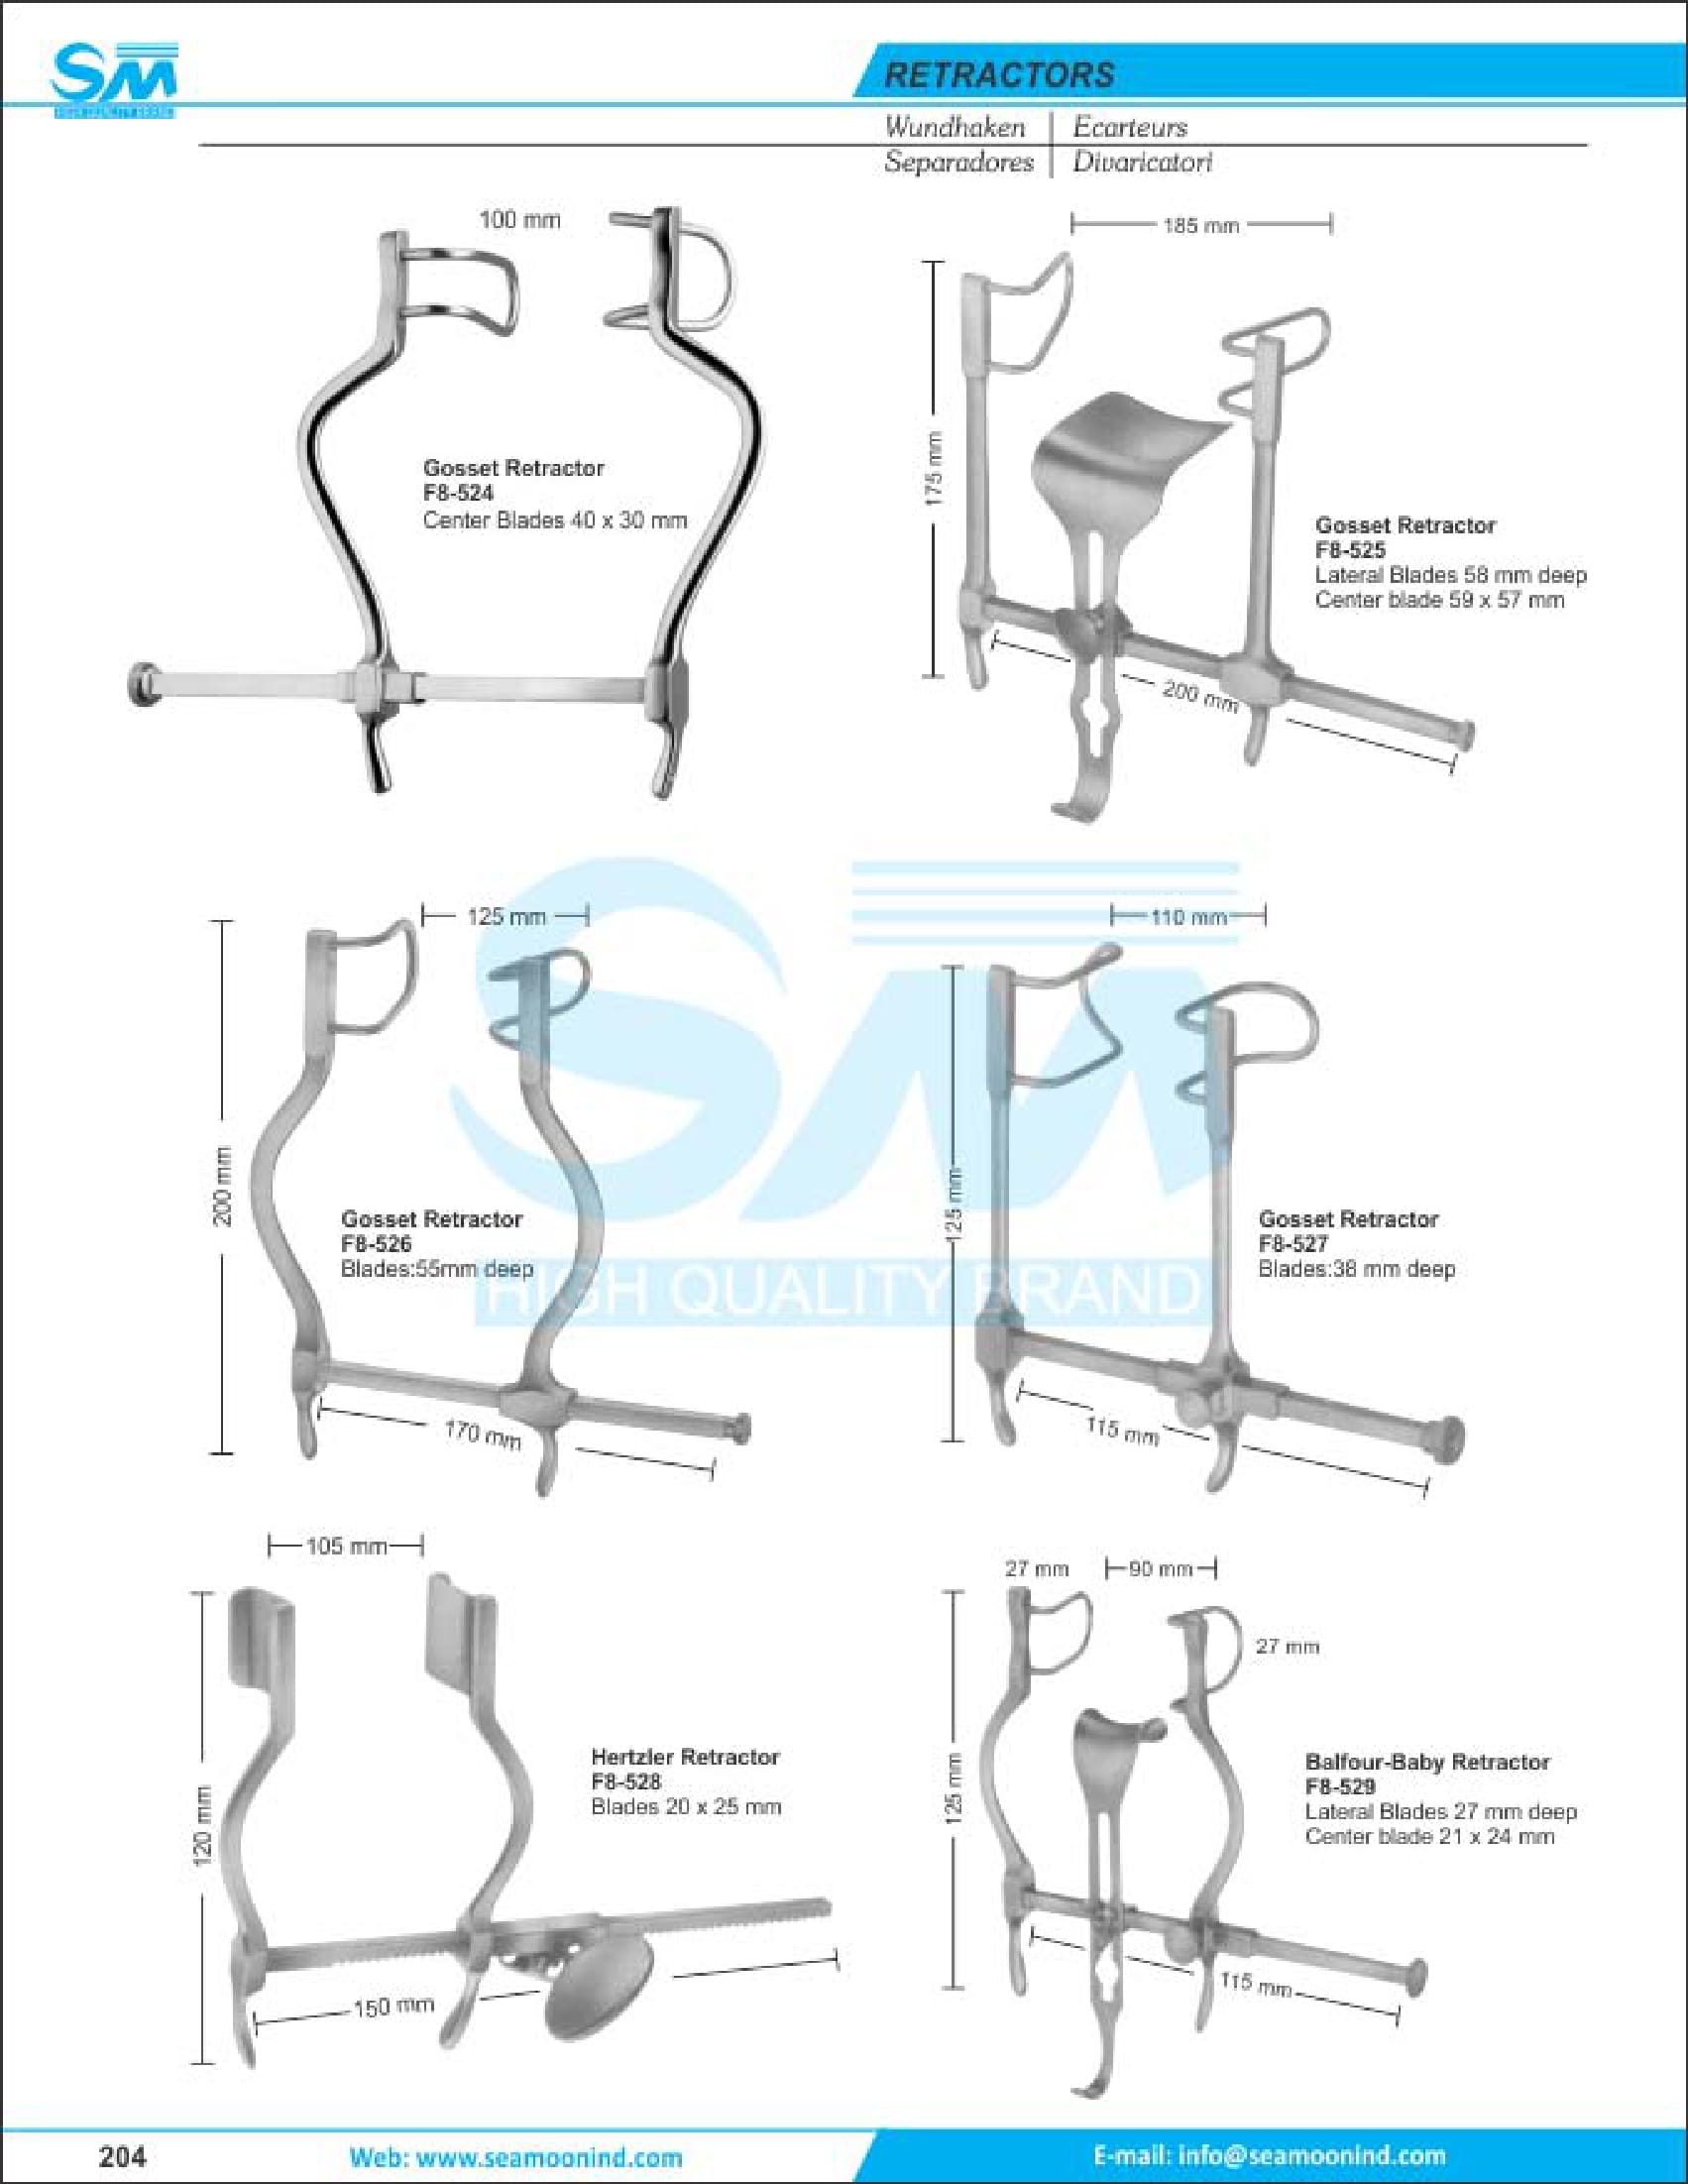 SM
RETRACTORS
Wundhaken
Ecarteurs
Separadores
Divaricatori
100 mm
Gosset Retractor
F8-524
Center Blades 40 x 30 mm
185 mm
175 mm
200 mm
Gosset Retractor
F8-525
Lateral Blades 58 mm deep
Center blade 59 x 57 mm
125 mm
200 mm
170 mm
Gosset Retractor
F8-526
Blades:55mm deep
110 mm
125 mm
115 mm
Gosset Retractor
F8-527
Blades:38 mm deep
SM
HIGH QUALITY BRAND
105 mm
120 mm
150 mm
Hertzler Retractor
F8-528
Blades 20 x 25 mm
27 mm
90 mm
27 mm
125 mm
115 mm
Balfour-Baby Retractor
F8-529
Lateral Blades 27 mm deep
Center blade 21 x 24 mm
204
Web: www.seamoonind.com
E-mail: info@seamoonind.com